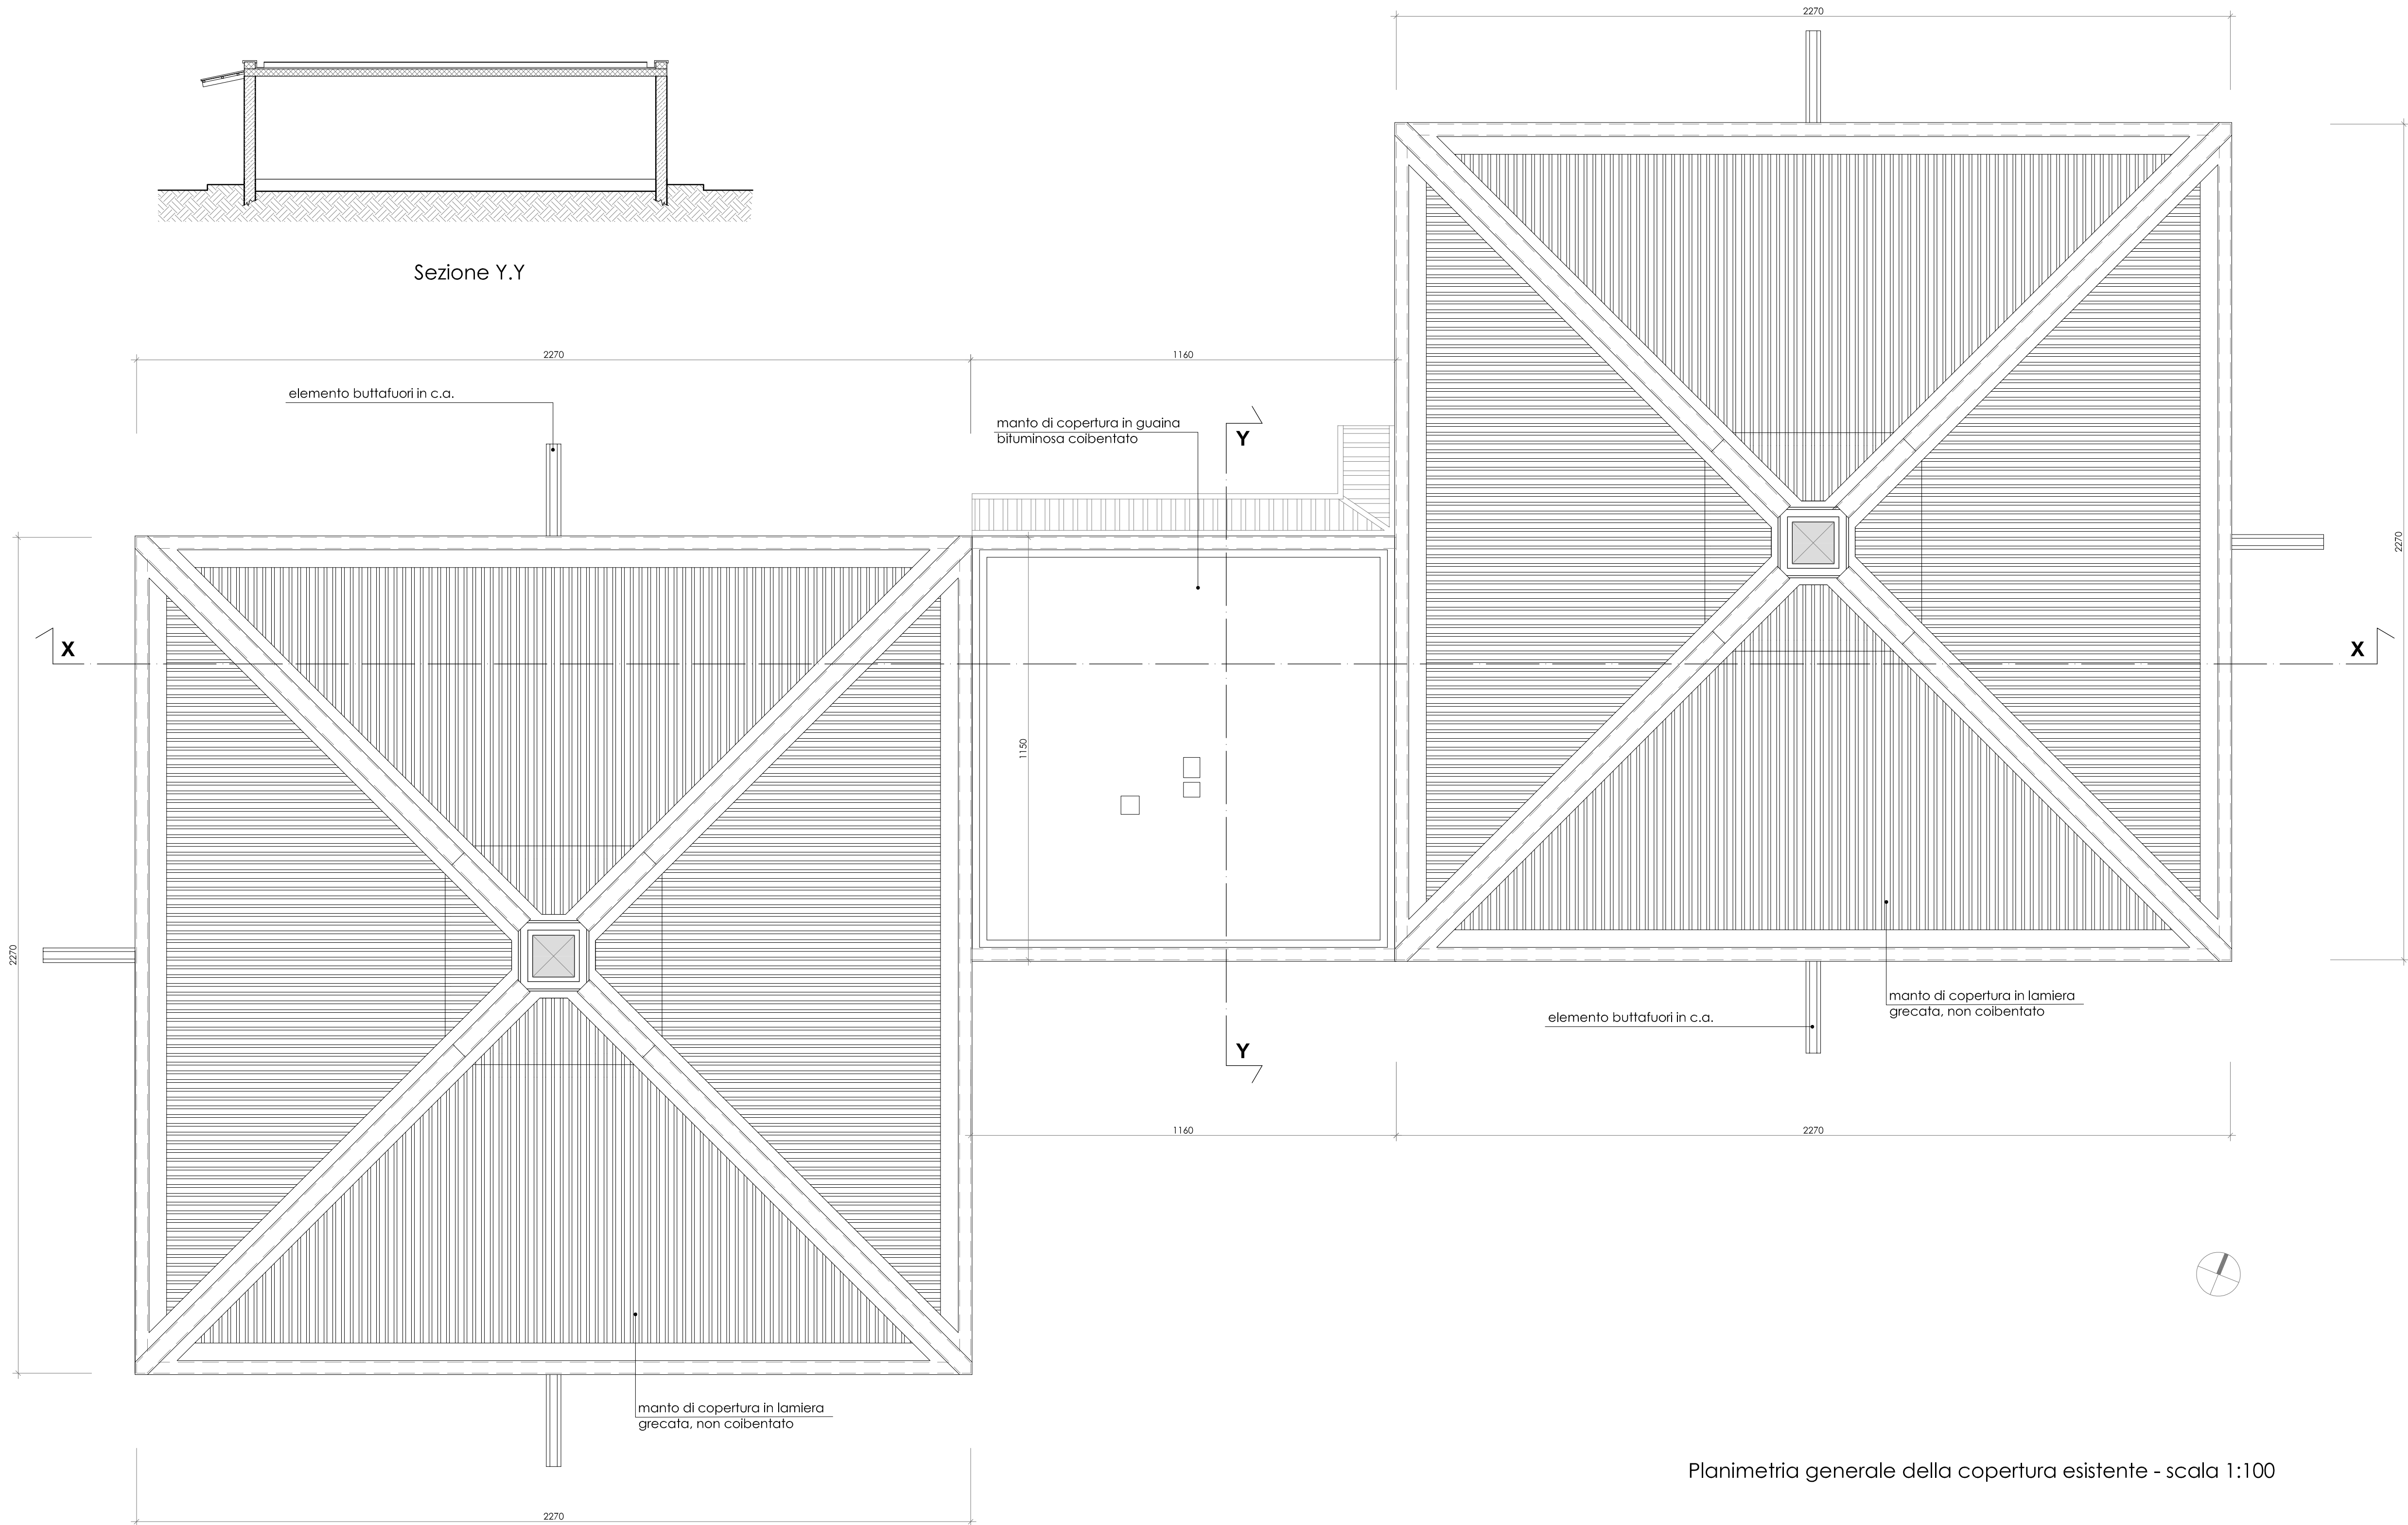 2270
Sezione Y.Y
2270
1160
elemento buttafuori in c.a.
manto di copertura in guaina
bituminosa coibentato
Y
2270
X
X
1150
2270
manto di copertura in lamiera
grecata, non coibentato
elemento buttafuori in c.a.
Y
1160
2270
manto di copertura in lamiera
grecata, non coibentato
Planimetria generale della copertura esistente - scala 1:100
2270